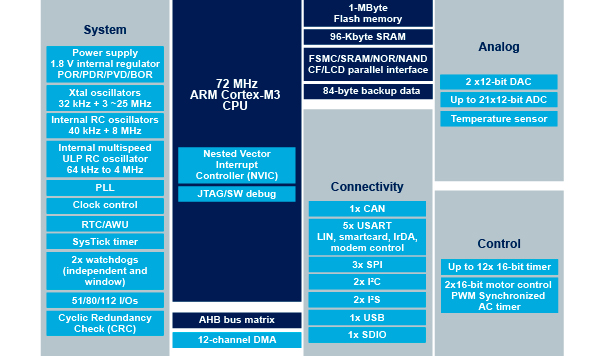 System
Power supply
1.8 V internal regulator
POR/PDR/PVD/BOR
Xtal oscillators
32 kHz + 3 ~25 MHz
Internal RC oscillators
40 kHz + 8 MHz
Internal multispeed
ULP RC oscillator
64 kHz to 4 MHz
PLL
Clock control
RTC/AWU
SysTick timer
2x watchdogs
(independent and
window)
51/80/112 I/Os
Cyclic Redundancy
Check (CRC)
72 MHz
ARM Cortex-M3
CPU
Nested Vector
Interrupt
Controller (NVIC)
JTAG/SW debug
AHB bus matrix
12-channel DMA
1-MByte
Flash memory
96-Kbyte SRAM
FSMC/SRAM/NOR/NAND
CF/LCD parallel interface
84-byte backup data
Connectivity
1x CAN
5x USART
LIN, smartcard, IrDA,
modem control
3x SPI
2x I²C
2x I²S
1x USB
1x SDIO
Analog
2 x12-bit DAC
Up to 21x12-bit ADC
Temperature sensor
Control
Up to 12x 16-bit timer
2x16-bit motor control
PWM Synchronized
AC timer